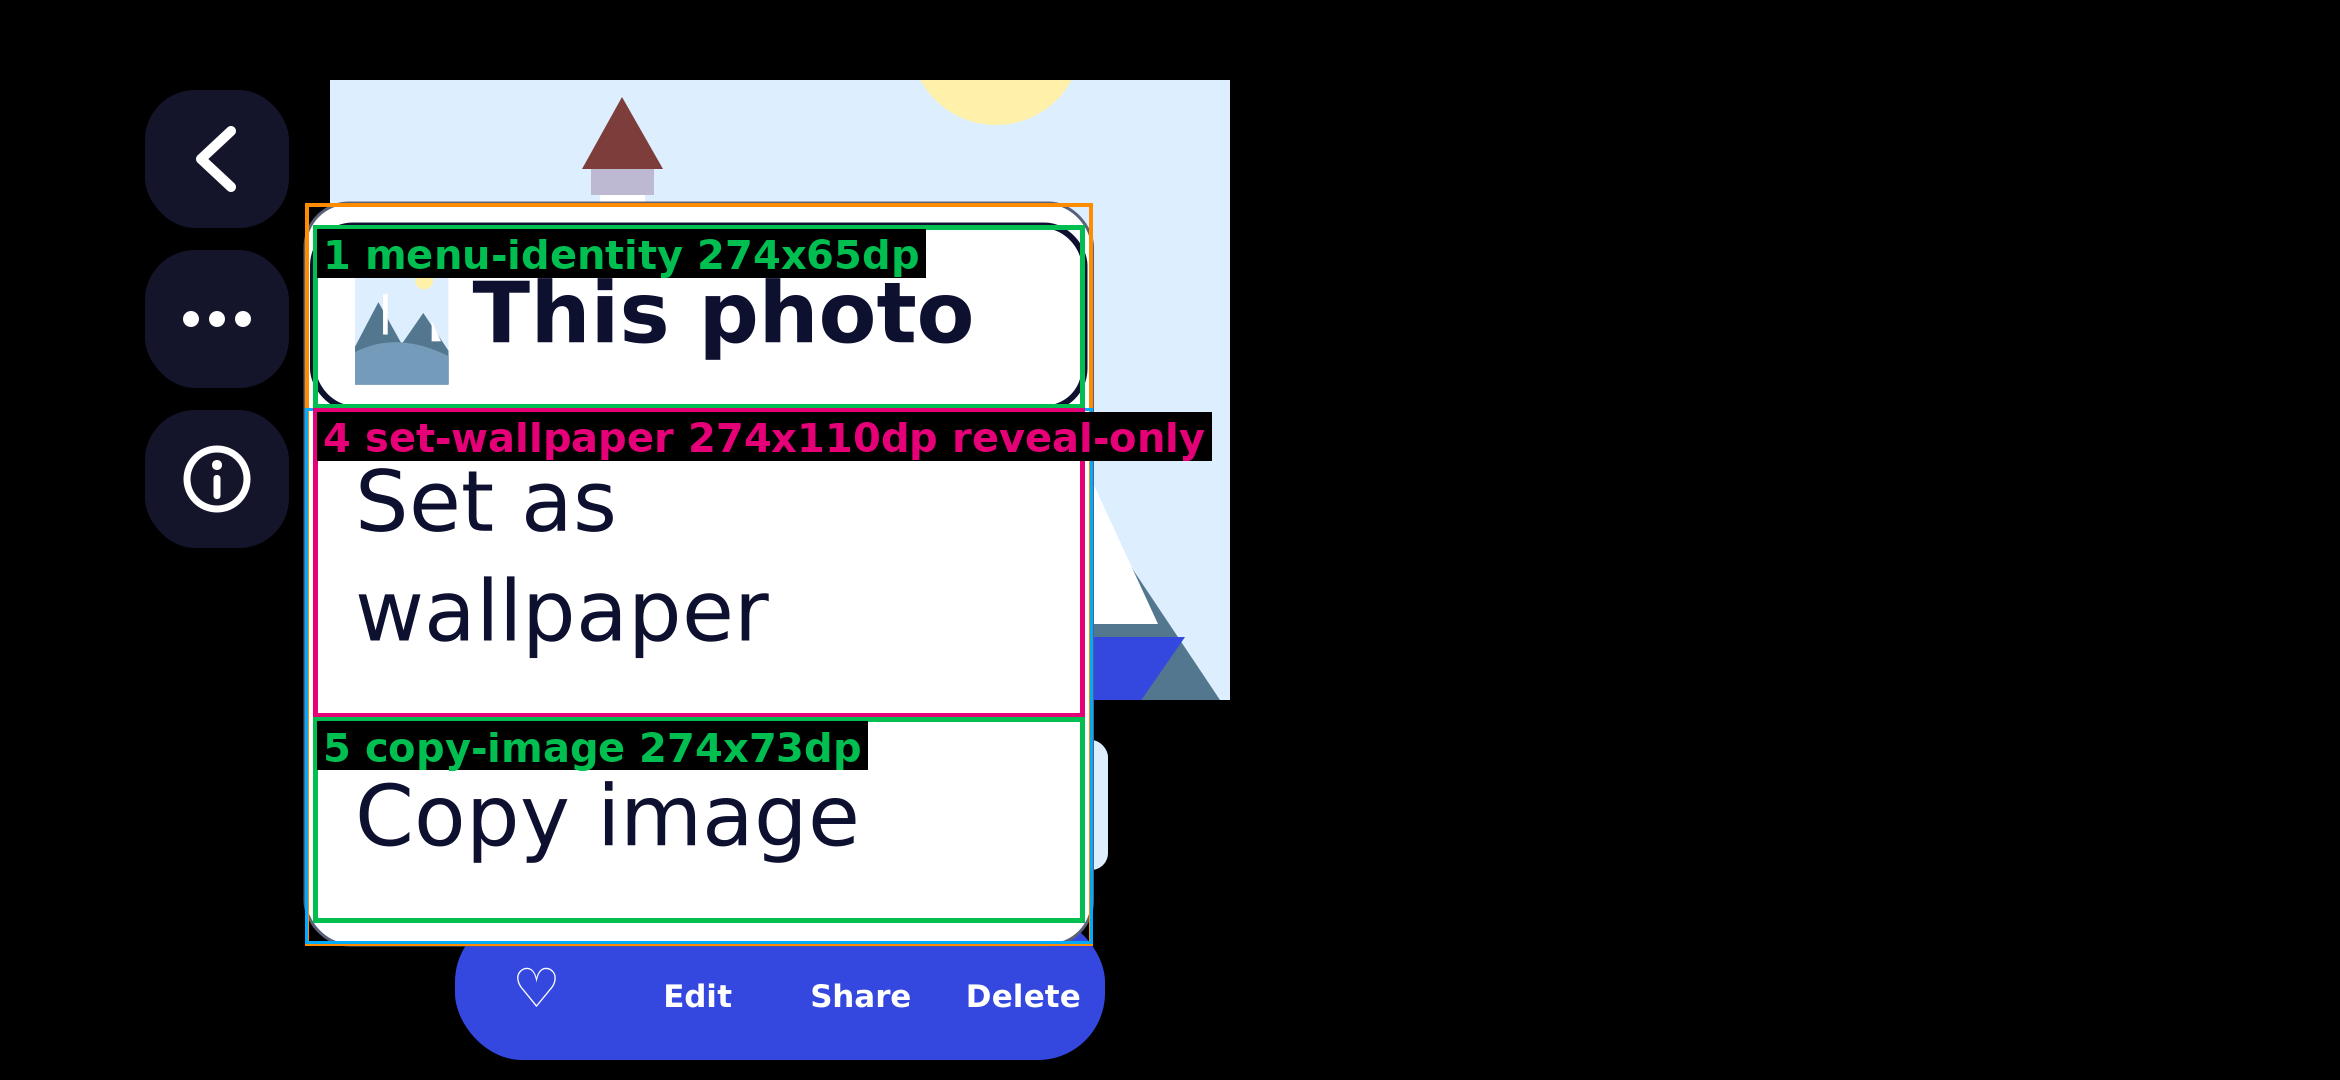 1 menu-identity 274x65dp
This photo
4 set-wallpaper 274x110dp reveal-only
Set as
wallpaper
5 copy-image 274x73dp
Copy image
♡ Edit Share Delete